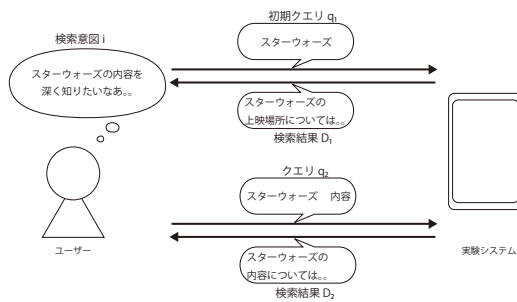 初期クエリ q₁
スターウォーズ
検索意図 i
スターウォーズの内容を
深く知りたいなあ。。
スターウォーズの
上映場所については。。
検索結果 D₁
クエリ q₂
スターウォーズ　内容
ユーザー
実験システム
スターウォーズの
内容については。。
検索結果 D₂